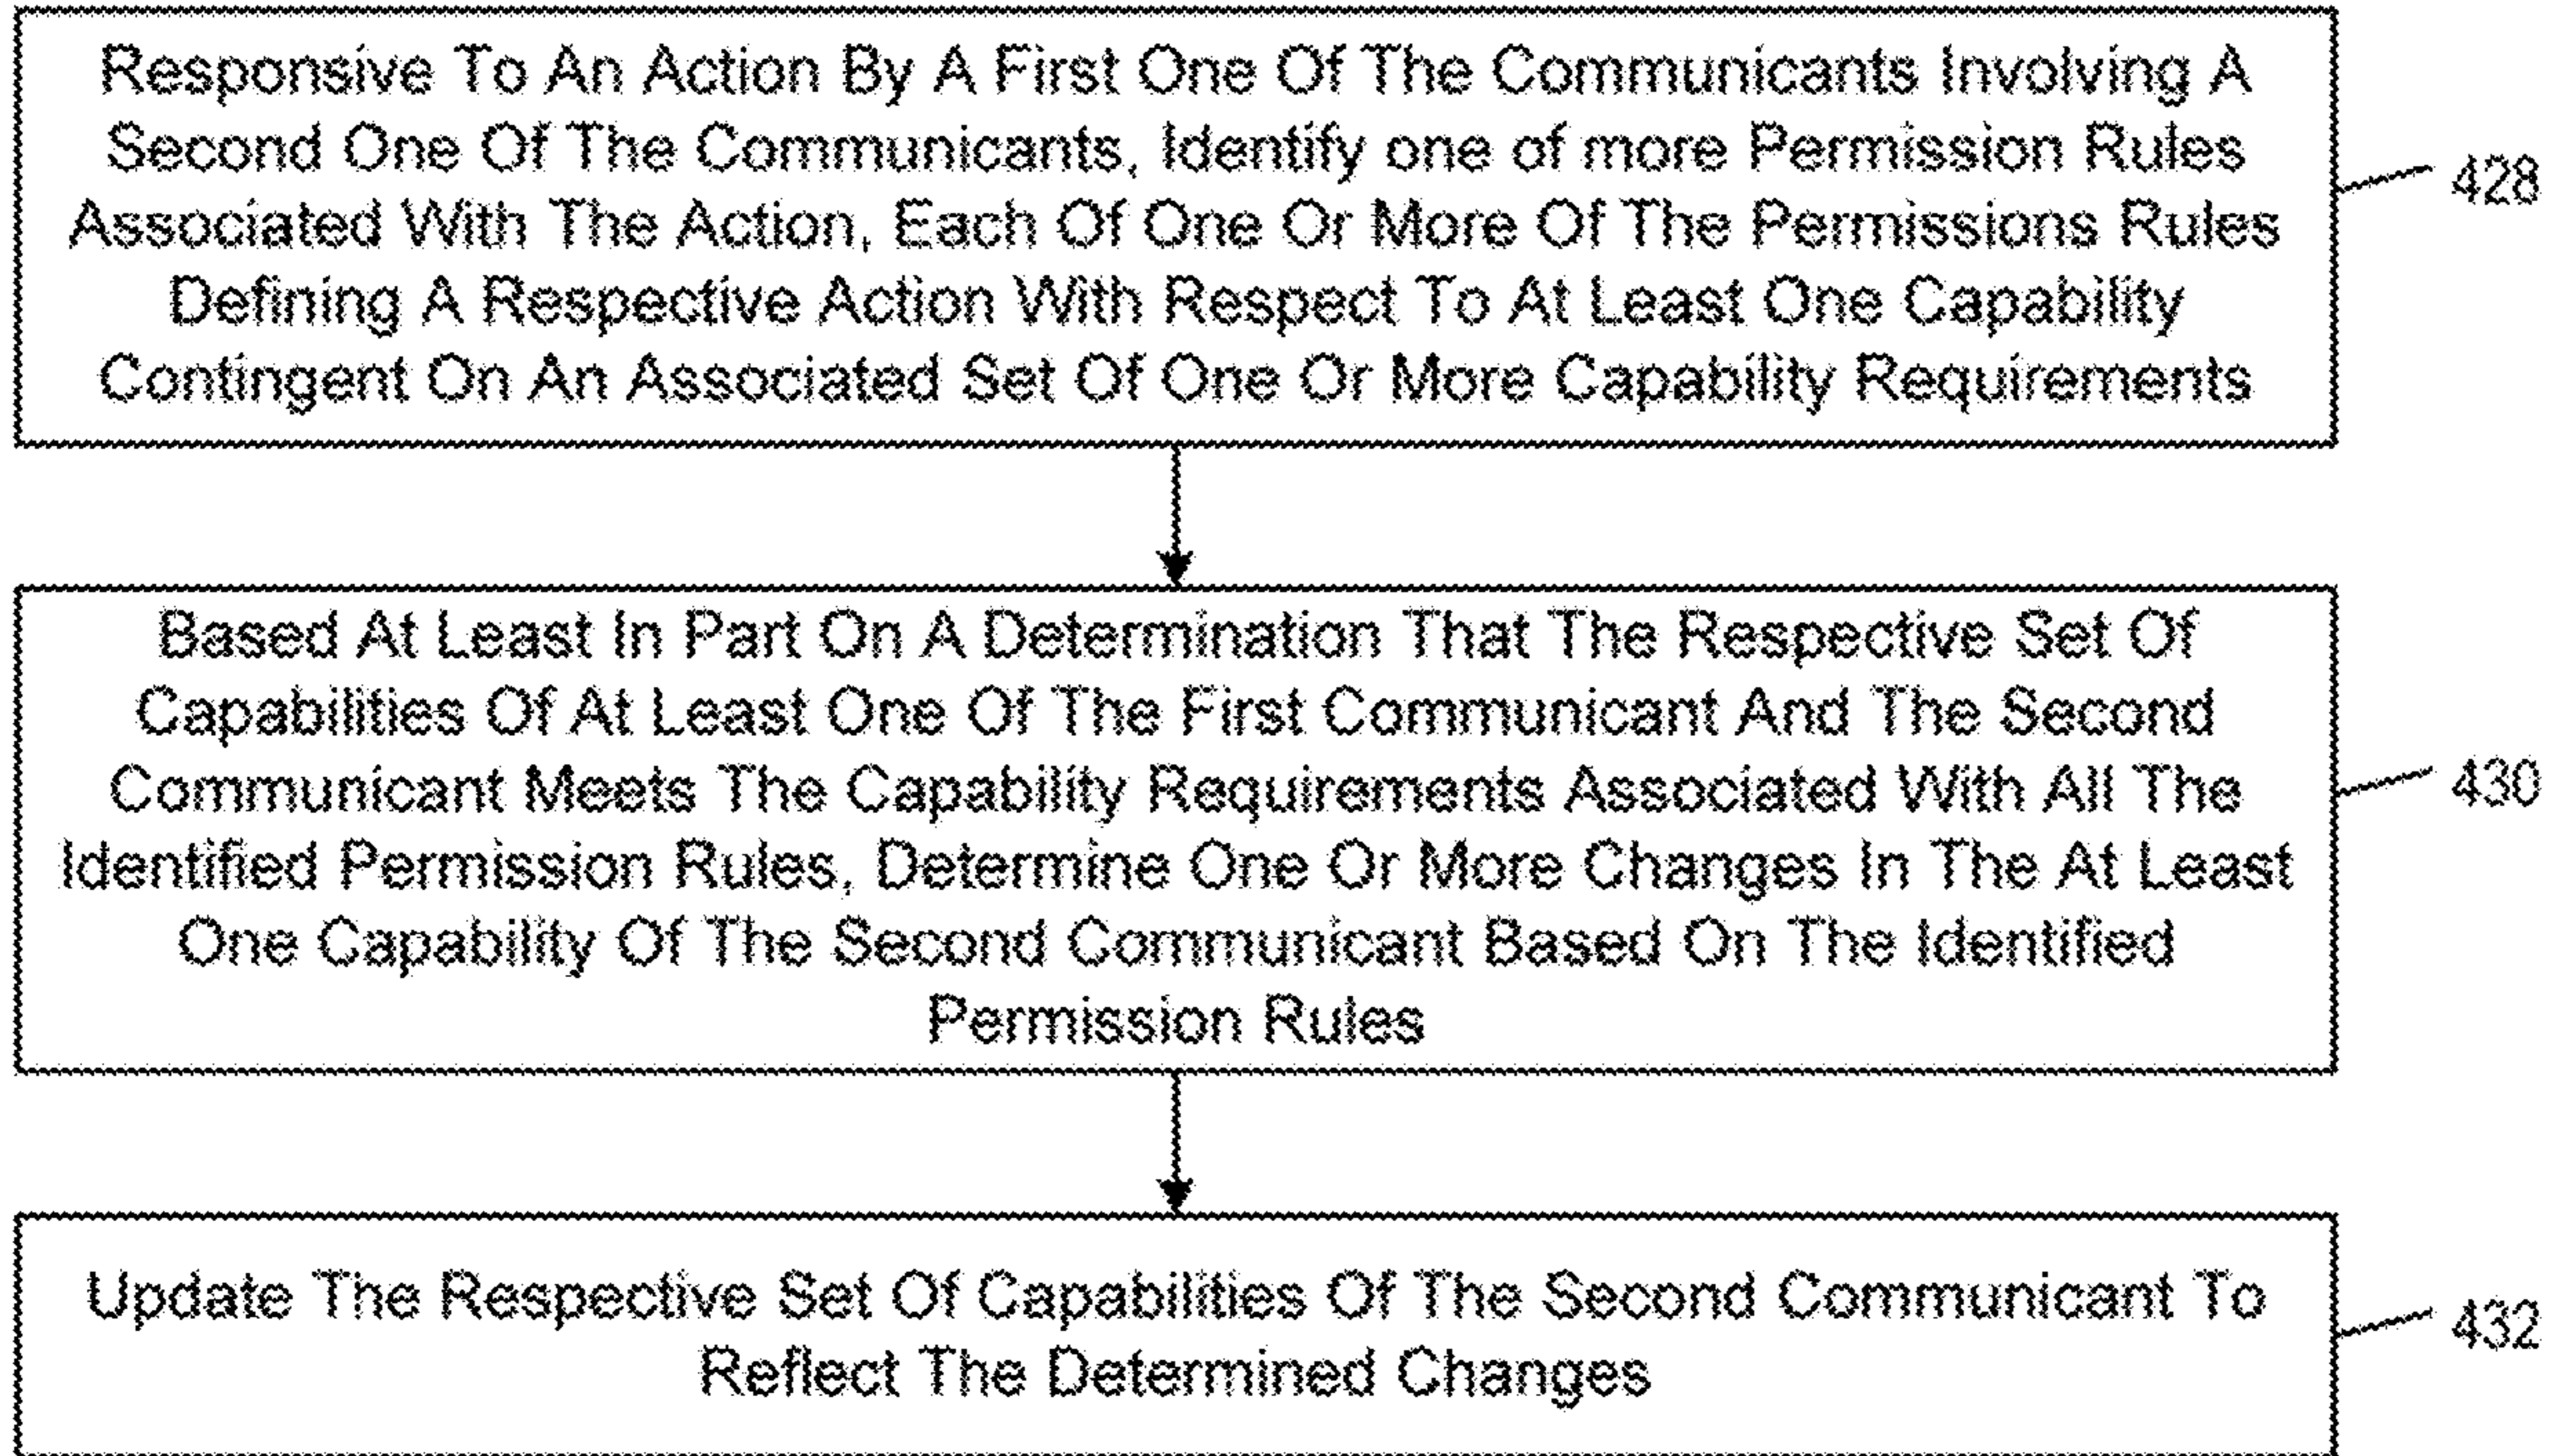 Responsive To An Action By A First One Of The Communicants Involving A
Second One Of The Communicants, Identify one of more Permission Rules
Associated With The Action, Each Of One Or More Of The Permissions Rules
Defining A Respective Action With Respect To At Least One Capability
Contingent On An Associated Set Of One Or More Capability Requirements
428
Based At Least In Part On A Determination That The Respective Set Of
Capabilities Of At Least One Of The First Communicant And The Second
Communicant Meets The Capability Requirements Associated With All The
Identified Permission Rules, Determine One Or More Changes In The At Least
One Capability Of The Second Communicant Based On The Identified
Permission Rules
430
Update The Respective Set Of Capabilities Of The Second Communicant To
Reflect The Determined Changes
432